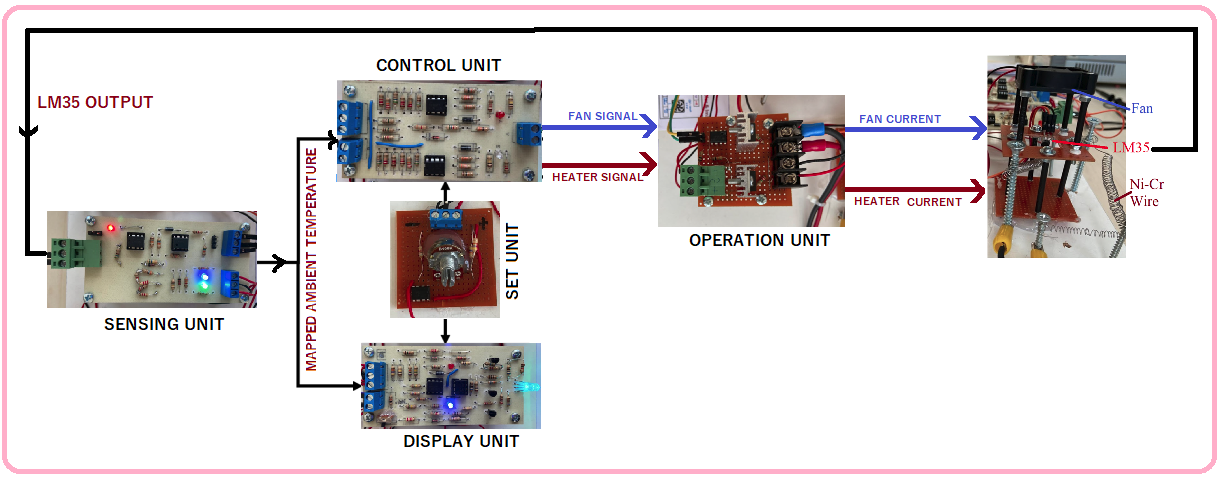 CONTROL UNIT
LM35 OUTPUT
FAN SIGNAL
FAN CURRENT
Fan
LM35
HEATER SIGNAL
HEATER CURRENT
Ni-Cr
Wire
MAPPED AMBIENT TEMPERATURE
SET UNIT
OPERATION UNIT
SENSING UNIT
DISPLAY UNIT